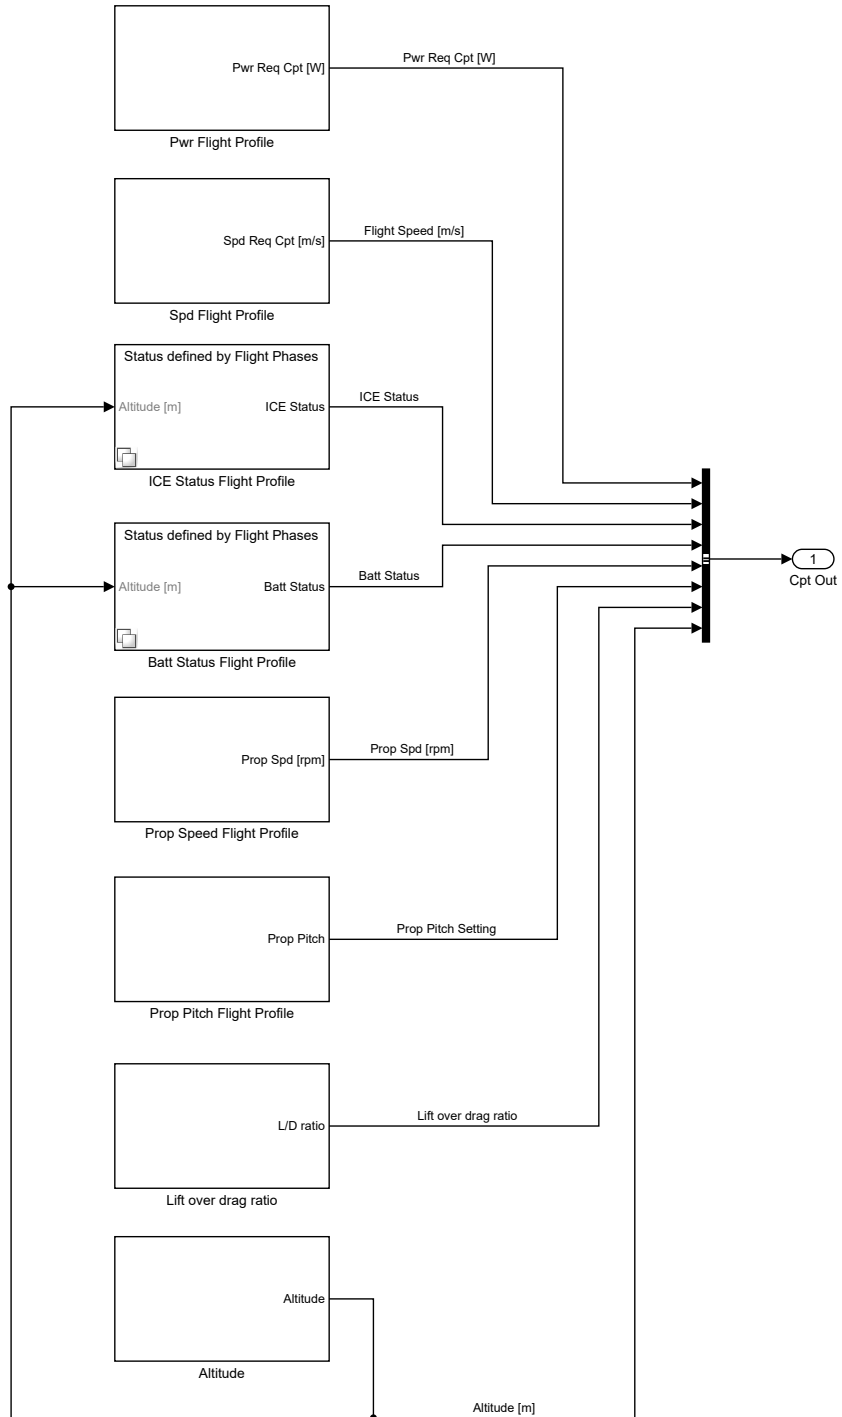 Pwr Req Cpt [W]
Pwr Req Cpt [W]
Pwr Flight Profile
Spd Req Cpt [m/s]
Flight Speed [m/s]
Spd Flight Profile
Status defined by Flight Phases
Altitude [m]
ICE Status
ICE Status
ICE Status Flight Profile
Status defined by Flight Phases
Altitude [m]
Batt Status
Batt Status
Batt Status Flight Profile
1
Cpt Out
Prop Spd [rpm]
Prop Spd [rpm]
Prop Speed Flight Profile
Prop Pitch
Prop Pitch Setting
Prop Pitch Flight Profile
L/D ratio
Lift over drag ratio
Lift over drag ratio
Altitude
Altitude
Altitude [m]